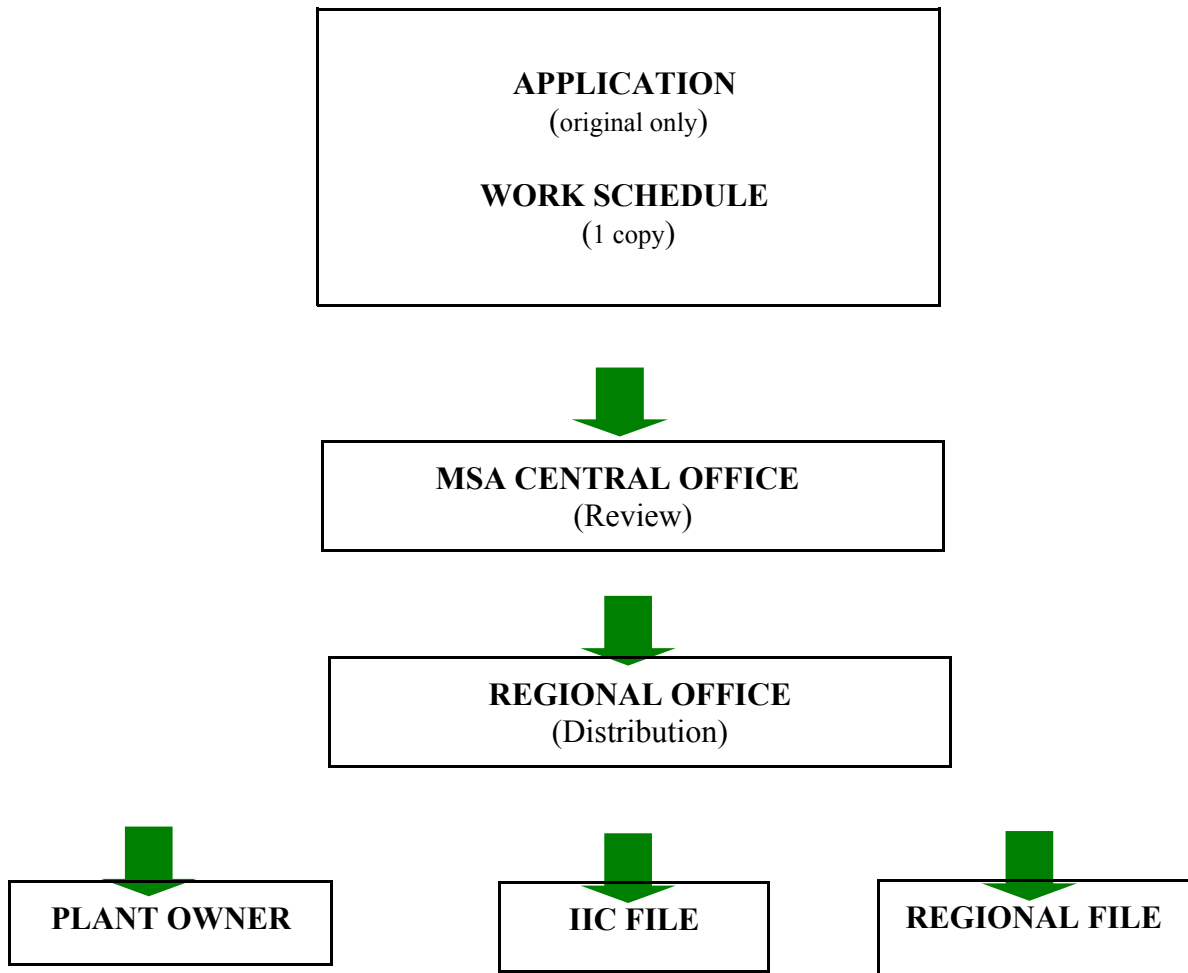 APPLICATION
(original only)
WORK SCHEDULE
(1 copy)
MSA CENTRAL OFFICE
(Review)
REGIONAL OFFICE
(Distribution)
PLANT OWNER
IIC FILE
REGIONAL FILE